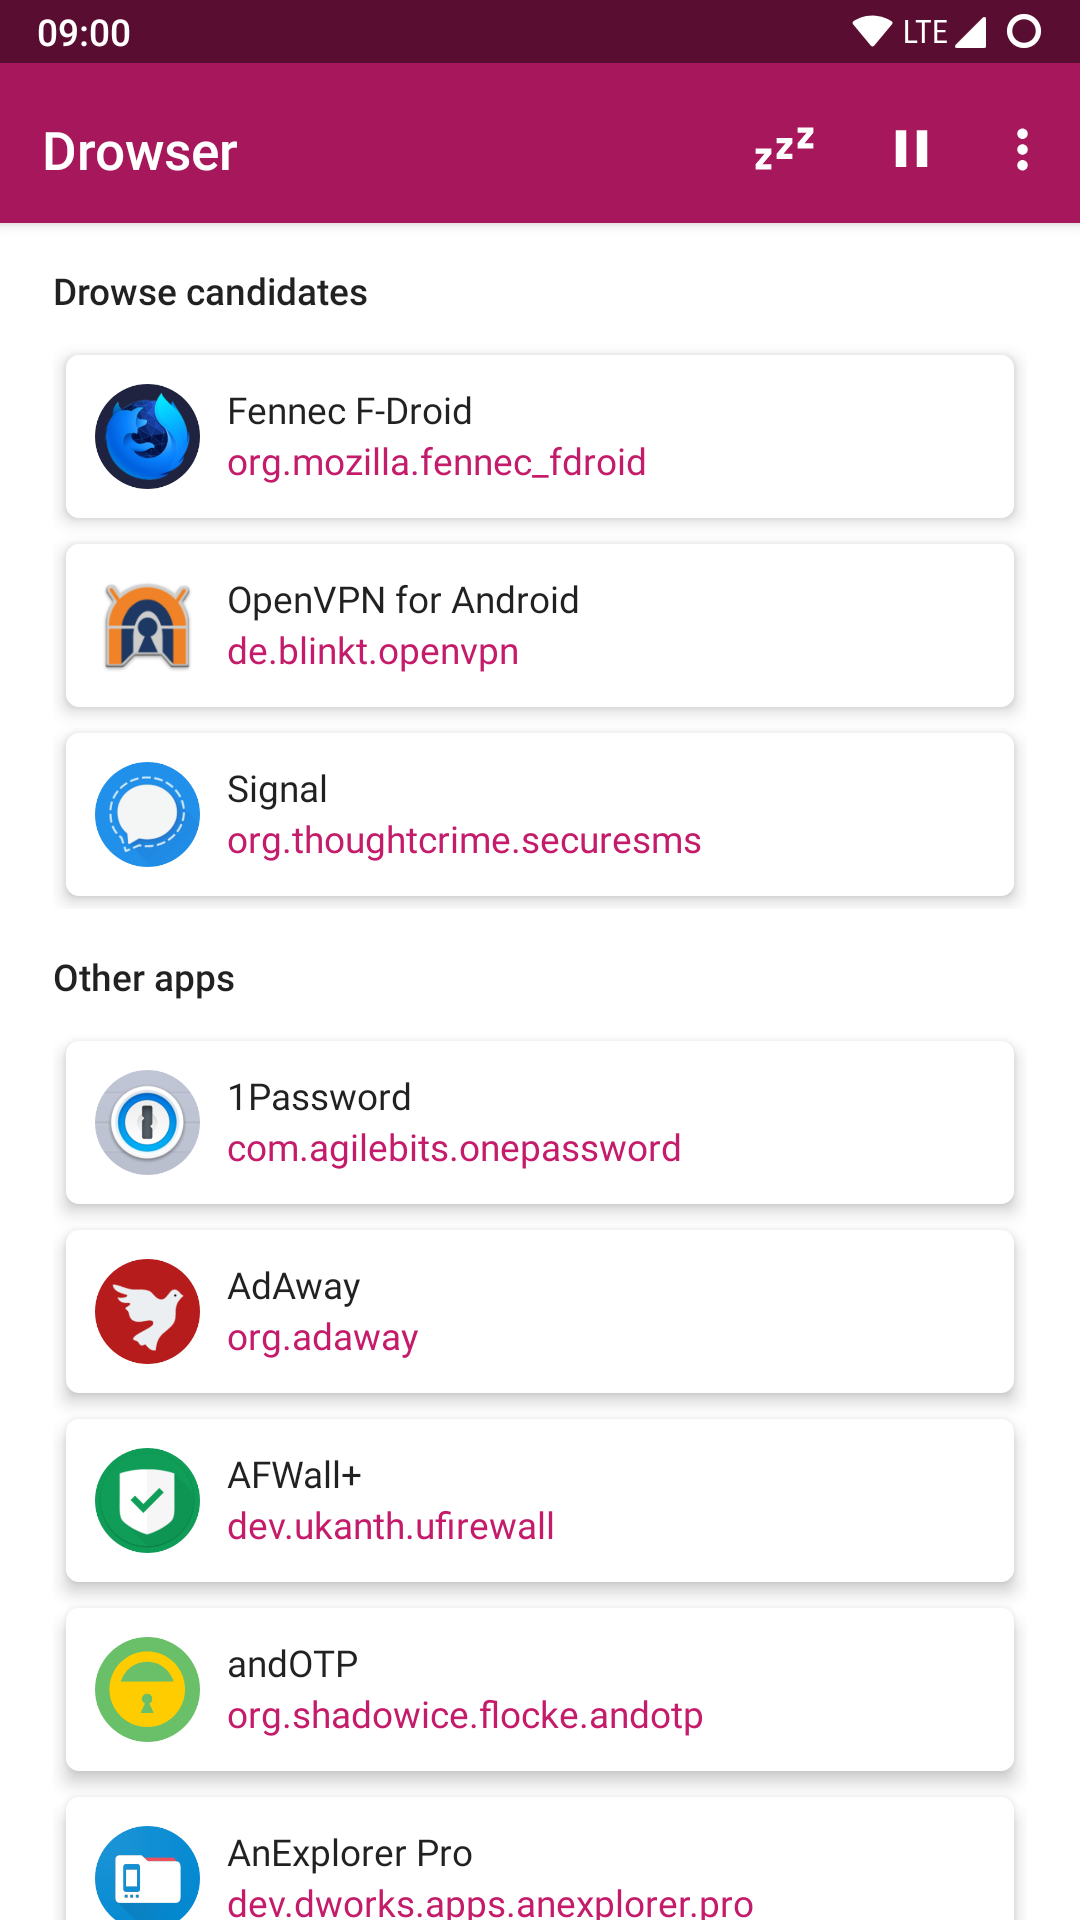 09:00
LTE
Drowser
zzz
Drowse candidates
Fennec F-Droid
org.mozilla.fennec_fdroid
OpenVPN for Android
de.blinkt.openvpn
Signal
org.thoughtcrime.securesms
Other apps
1Password
com.agilebits.onepassword
AdAway
org.adaway
AFWall+
dev.ukanth.ufirewall
andOTP
org.shadowice.flocke.andotp
AnExplorer Pro
dev.dworks.apps.anexplorer.pro